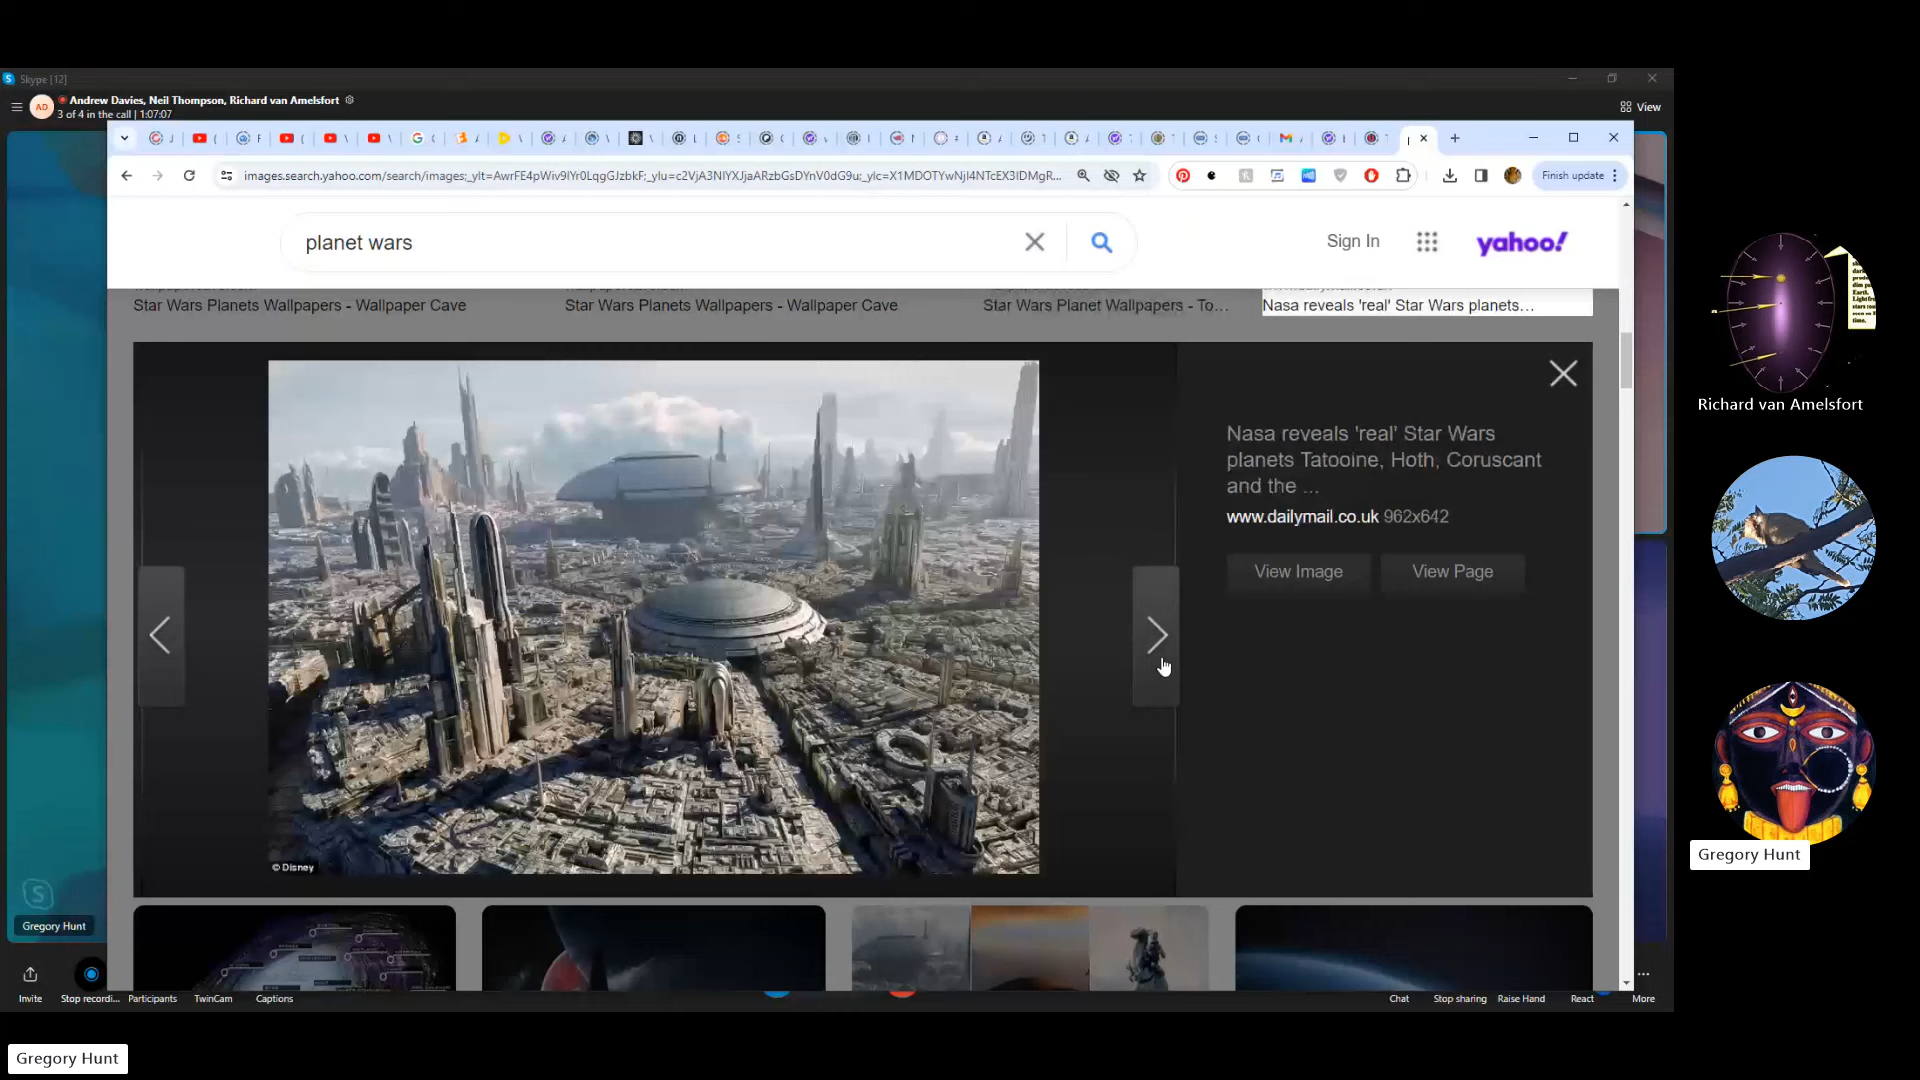 Skype [12]
AD
Andrew Davies, Neil Thompson, Richard van Amelsfort
3 of 4 in the call | 1:07:07
View
images.search.yahoo.com/search/images;_ylt=AwrFE4pWiv9lYr0LqgGJzbkF;_ylu=c2VjA3NlYXJjaARzbGsDYnV0dG9u;_ylc=X1MDOTYwNjI4NTcEX3IDMgR...
Finish update
planet wars
Sign In
yahoo!
Star Wars Planets Wallpapers - Wallpaper Cave
Star Wars Planets Wallpapers - Wallpaper Cave
Star Wars Planet Wallpapers - To...
Nasa reveals 'real' Star Wars planets...
Nasa reveals 'real' Star Wars
planets Tatooine, Hoth, Coruscant
and the ...
www.dailymail.co.uk 962x642
View Image
View Page
© Disney
Richard van Amelsfort
Gregory Hunt
Gregory Hunt
Invite
Stop recordi...
Participants
TwinCam
Captions
Chat
Stop sharing
Raise Hand
React
More
Gregory Hunt